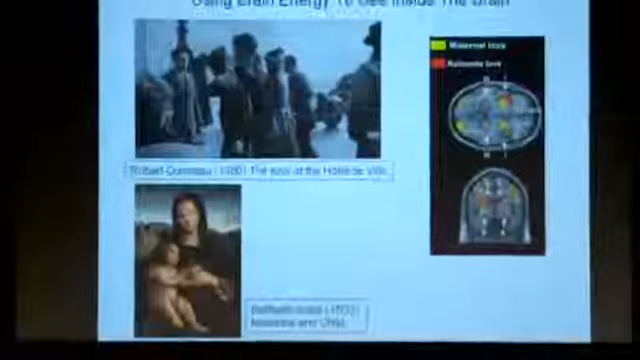 Using Brain Energy To See Inside The Brain
Maternal love
Romantic love
Robert Doisneau (1950) The kiss at the Hotel de Ville
Madonna and Child